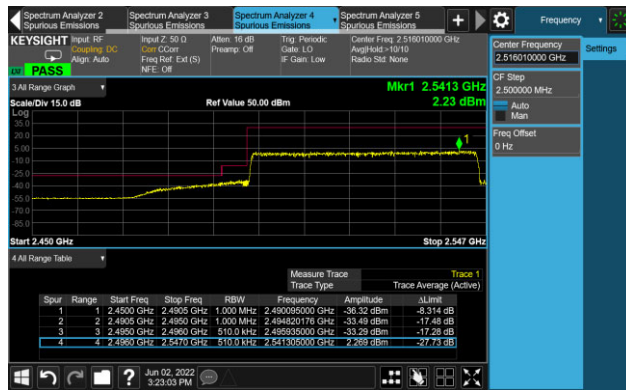 Spectrum Analyzer 2 Spurious Emissions
Spectrum Analyzer 3 Spurious Emissions
Spectrum Analyzer 4 Spurious Emissions
Spectrum Analyzer 5 Spurious Emissions
+
Frequency
KEYSIGHT
Input: RF
Coupling: DC
Align: Auto
Input Z: 50 Ω
Corr CCorr
Freq Ref: Ext (S)
NFE: Off
Atten: 16 dB
Preamp: Off
Trig: Periodic
Gate: LO
IF Gain: Low
Center Freq: 2.516010000 GHz
Avg|Hold:>10/10
Radio Std: None
PASS
Center Frequency
2.516010000 GHz
Settings
CF Step
2.500000 MHz
Auto
Man
Freq Offset
0 Hz
3 All Range Graph
Mkr1 2.5413 GHz
Scale/Div 15.0 dB
Ref Value 50.00 dBm
2.23 dBm
Log
35.0
20.0
5.00
-10.0
-25.0
-40.0
-55.0
-70.0
-85.0
1
Start 2.450 GHz
Stop 2.547 GHz
4 All Range Table
Measure Trace Trace 1
Trace Type Trace Average (Active)
Spur Range Start Freq Stop Freq RBW Frequency Amplitude ΔLimit
1 1 2.4500 GHz 2.4905 GHz 1.000 MHz 2.490095000 GHz -36.32 dBm -8.314 dB
2 2 2.4905 GHz 2.4950 GHz 1.000 MHz 2.494820176 GHz -33.49 dBm -17.48 dB
3 3 2.4950 GHz 2.4960 GHz 510.0 kHz 2.495935000 GHz -33.29 dBm -17.28 dB
4 4 2.4960 GHz 2.5470 GHz 510.0 kHz 2.541305000 GHz 2.269 dBm -27.73 dB
?
Jun 02, 2022
3:23:03 PM